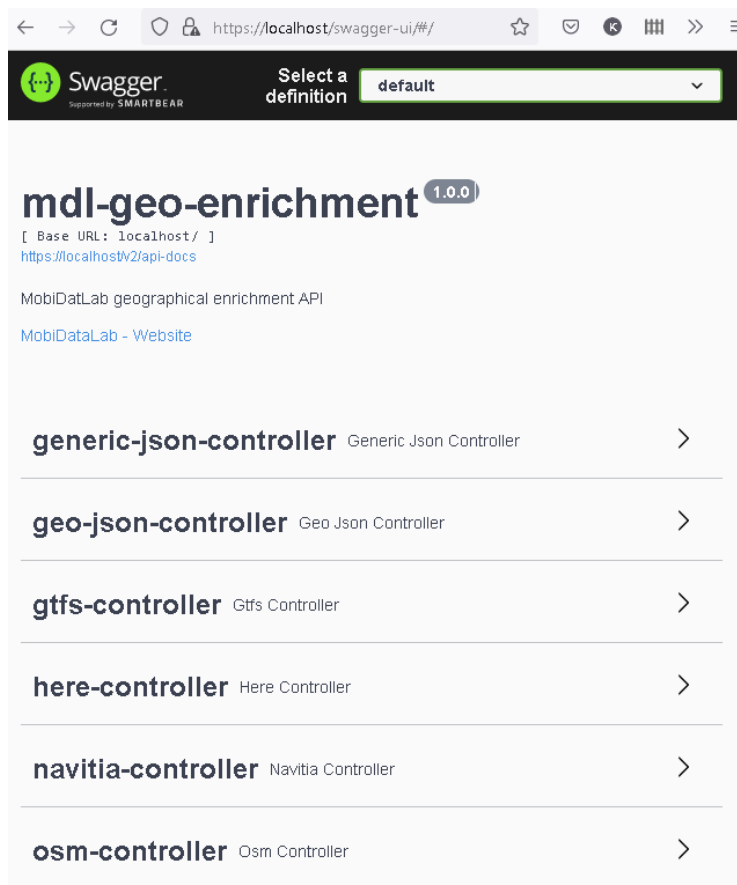 https://localhost/swagger-ui/#/
K
{··} Swagger.
Supported by SMARTBEAR
Select a
definition
default
mdl-geo-enrichment 1.0.0
[ Base URL: localhost/ ]
https://localhost/v2/api-docs
MobiDatLab geographical enrichment API
MobiDataLab - Website
generic-json-controller Generic Json Controller
geo-json-controller Geo Json Controller
gtfs-controller Gtfs Controller
here-controller Here Controller
navitia-controller Navitia Controller
osm-controller Osm Controller